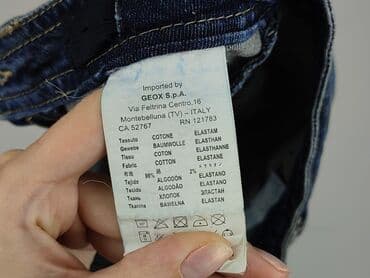 Imported by
GEOX S.p.A.
Via Feltrina Centro,16
Montebelluna (TV) – ITALY
CA 52767 RN 121783
Tessuto COTONE ELASTAM
Gewebe BAUMWOLLE ELASTHAN
Tissu COTON ELASTHANNE
Fabric COTTON ELASTANE
98% 2%
Tejido ALGODÓN ELASTANO
Tecido ALGODÃO ELASTANO
Ткань ХЛОПОК ЭЛАСТАН
Tkanina BAWEŁNA ELASTAN